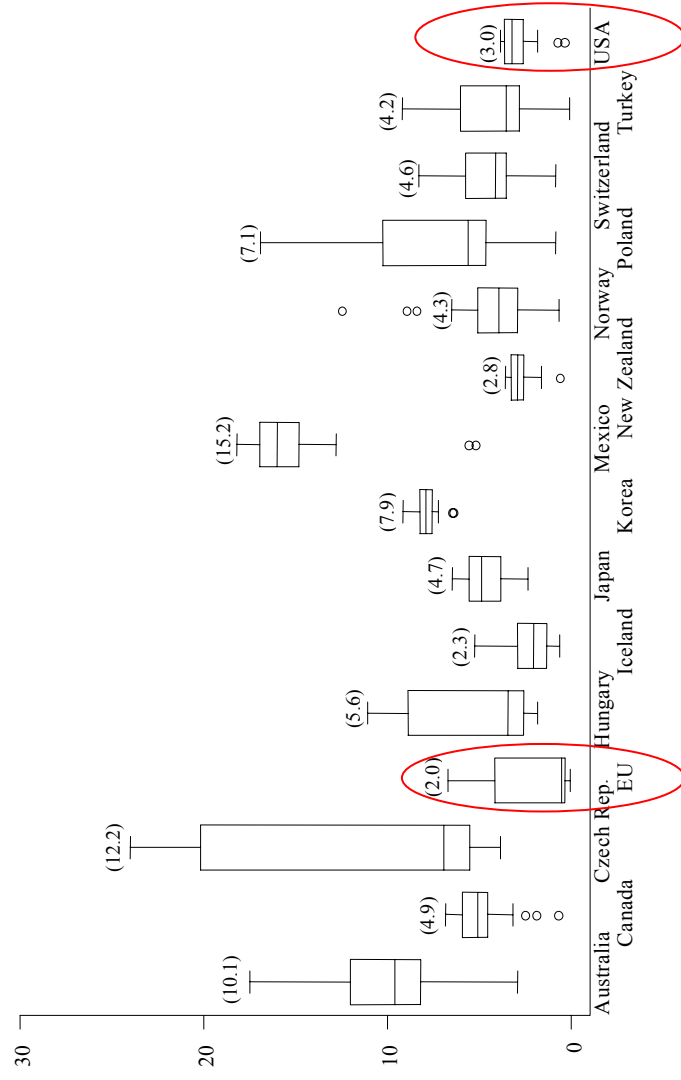 30
20
10
0
(10.1)
(4.9)
(12.2)
(2.0)
(5.6)
(2.3)
(4.7)
(7.9)
(15.2)
(2.8)
(4.3)
(7.1)
(4.6)
(4.2)
(3.0)
Australia
Canada
Czech Rep.
EU
Hungary
Iceland
Japan
Korea
Mexico
New Zealand
Norway
Poland
Switzerland
Turkey
USA